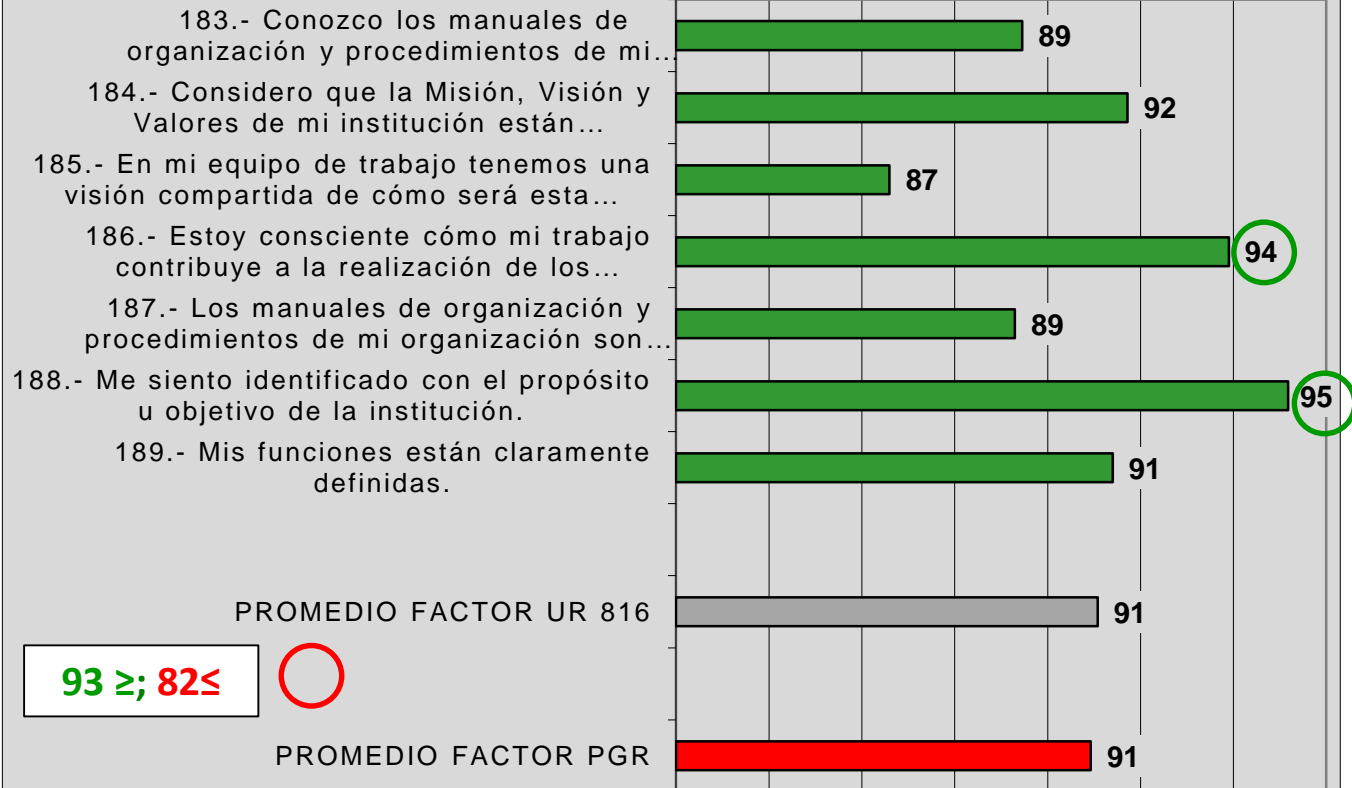 183.- Conozco los manuales de
organización y procedimientos de mi...
89
184.- Considero que la Misión, Visión y
Valores de mi institución están...
92
185.- En mi equipo de trabajo tenemos una
visión compartida de cómo será esta...
87
186.- Estoy consciente cómo mi trabajo
contribuye a la realización de los...
94
187.- Los manuales de organización y
procedimientos de mi organización son...
89
188.- Me siento identificado con el propósito
u objetivo de la institución.
95
189.- Mis funciones están claramente
definidas.
91
PROMEDIO FACTOR UR 816
91
93 ≥; 82≤
PROMEDIO FACTOR PGR
91